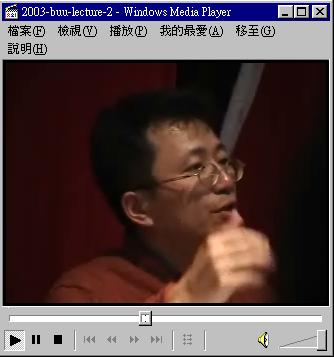 2003-buu-lecture-2 - Windows Media Player
檔案(F) 檢視(V) 播放(P) 我的最愛(A) 移至(G)
說明(H)